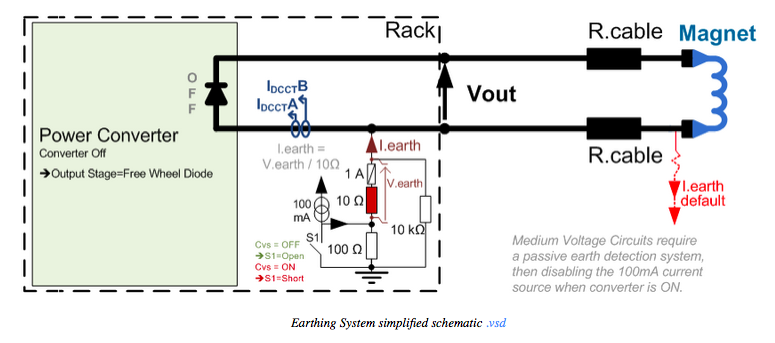 Rack
R.cable
Magnet
O
F
F
IDCCTB
IDCCTA
Vout
Power Converter
Converter Off
➔Output Stage=Free Wheel Diode
I.earth =
V.earth / 10Ω
I.earth
R.cable
1 A
V.earth
I.earth
default
100
mA
10 Ω
10 kΩ
S1
100 Ω
Cvs = OFF
➔S1=Open
Cvs = ON
➔S1=Short
Medium Voltage Circuits require
a passive earth detection system,
then disabling the 100mA current
source when converter is ON.
Earthing System simplified schematic .vsd